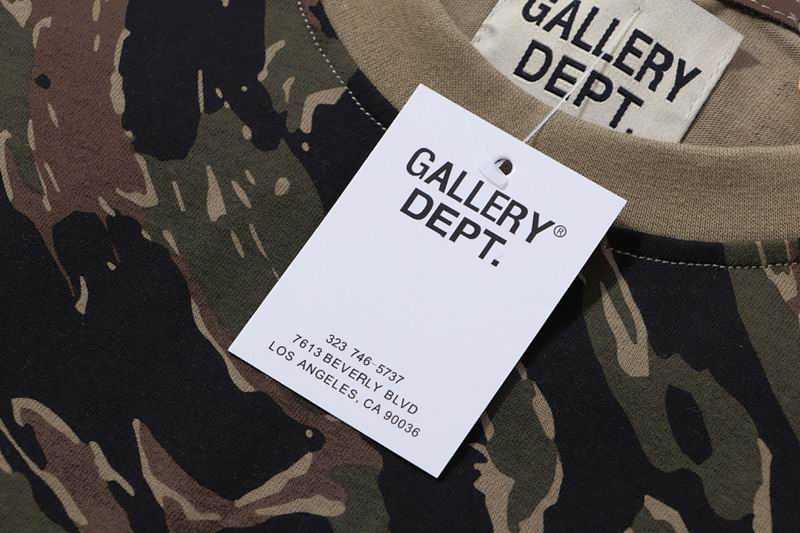 GALLERY
DEPT.
GALLERY®
DEPT.
323 746-5737
7613 BEVERLY BLVD
LOS ANGELES, CA 90036